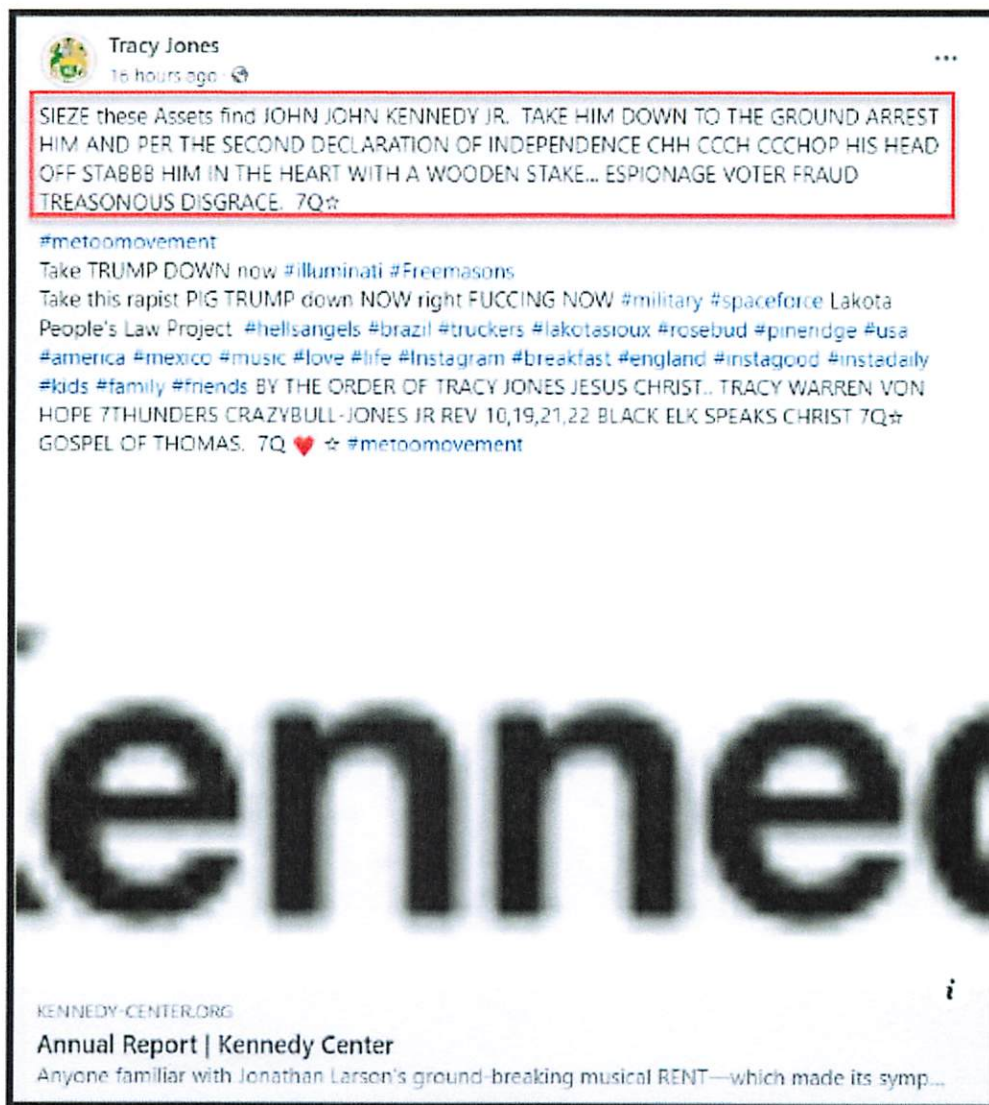 Tracy Jones
16 hours ago
SIEZE these Assets find JOHN JOHN KENNEDY JR. TAKE HIM DOWN TO THE GROUND ARREST
HIM AND PER THE SECOND DECLARATION OF INDEPENDENCE CHH CCCH CCCHOP HIS HEAD
OFF STABBB HIM IN THE HEART WITH A WOODEN STAKE... ESPIONAGE VOTER FRAUD
TREASONOUS DISGRACE. 7Q☆
#metoomovement
Take TRUMP DOWN now #illuminati #Freemasons
Take this rapist PIG TRUMP down NOW right FUCCING NOW #military #spaceforce Lakota
People's Law Project #hellsangels #brazil #truckers #lakotasioux #rosebud #pineridge #usa
#america #mexico #music #love #life #Instagram #breakfast #england #instagood #instadaily
#kids #family #friends BY THE ORDER OF TRACY JONES JESUS CHRIST.. TRACY WARREN VON
HOPE 7THUNDERS CRAZYBULL-JONES JR REV 10,19,21,22 BLACK ELK SPEAKS CHRIST 7Q☆
GOSPEL OF THOMAS. 7Q ❤ ☆ #metoomovement
Kenned
i
KENNEDY-CENTER.ORG
Annual Report | Kennedy Center
Anyone familiar with Jonathan Larson's ground-breaking musical RENT—which made its symp...